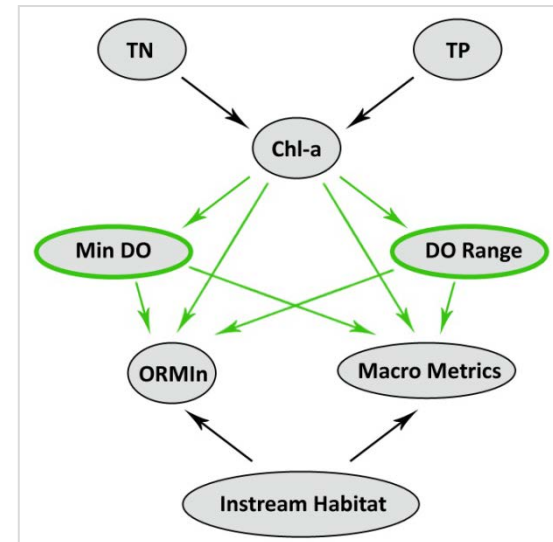 TN
TP
Chl-a
Min DO
DO Range
ORMIn
Macro Metrics
Instream Habitat